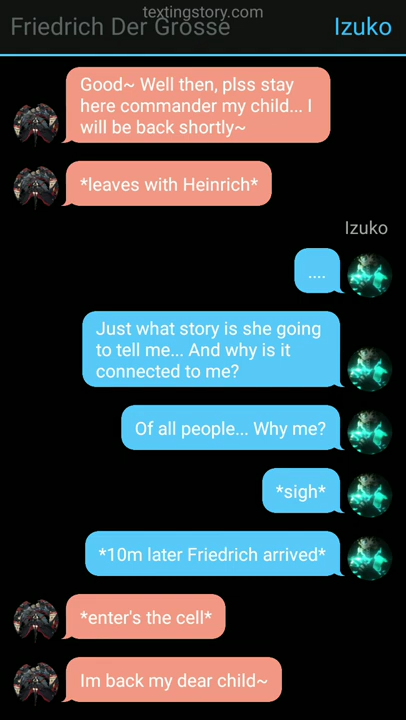 textingstory.com
Friedrich Der Grosse
Izuko
Good~ Well then, plss stay
here commander my child... I
will be back shortly~
*leaves with Heinrich*
Izuko
....
Just what story is she going
to tell me... And why is it
connected to me?
Of all people... Why me?
*sigh*
*10m later Friedrich arrived*
*enter's the cell*
Im back my dear child~